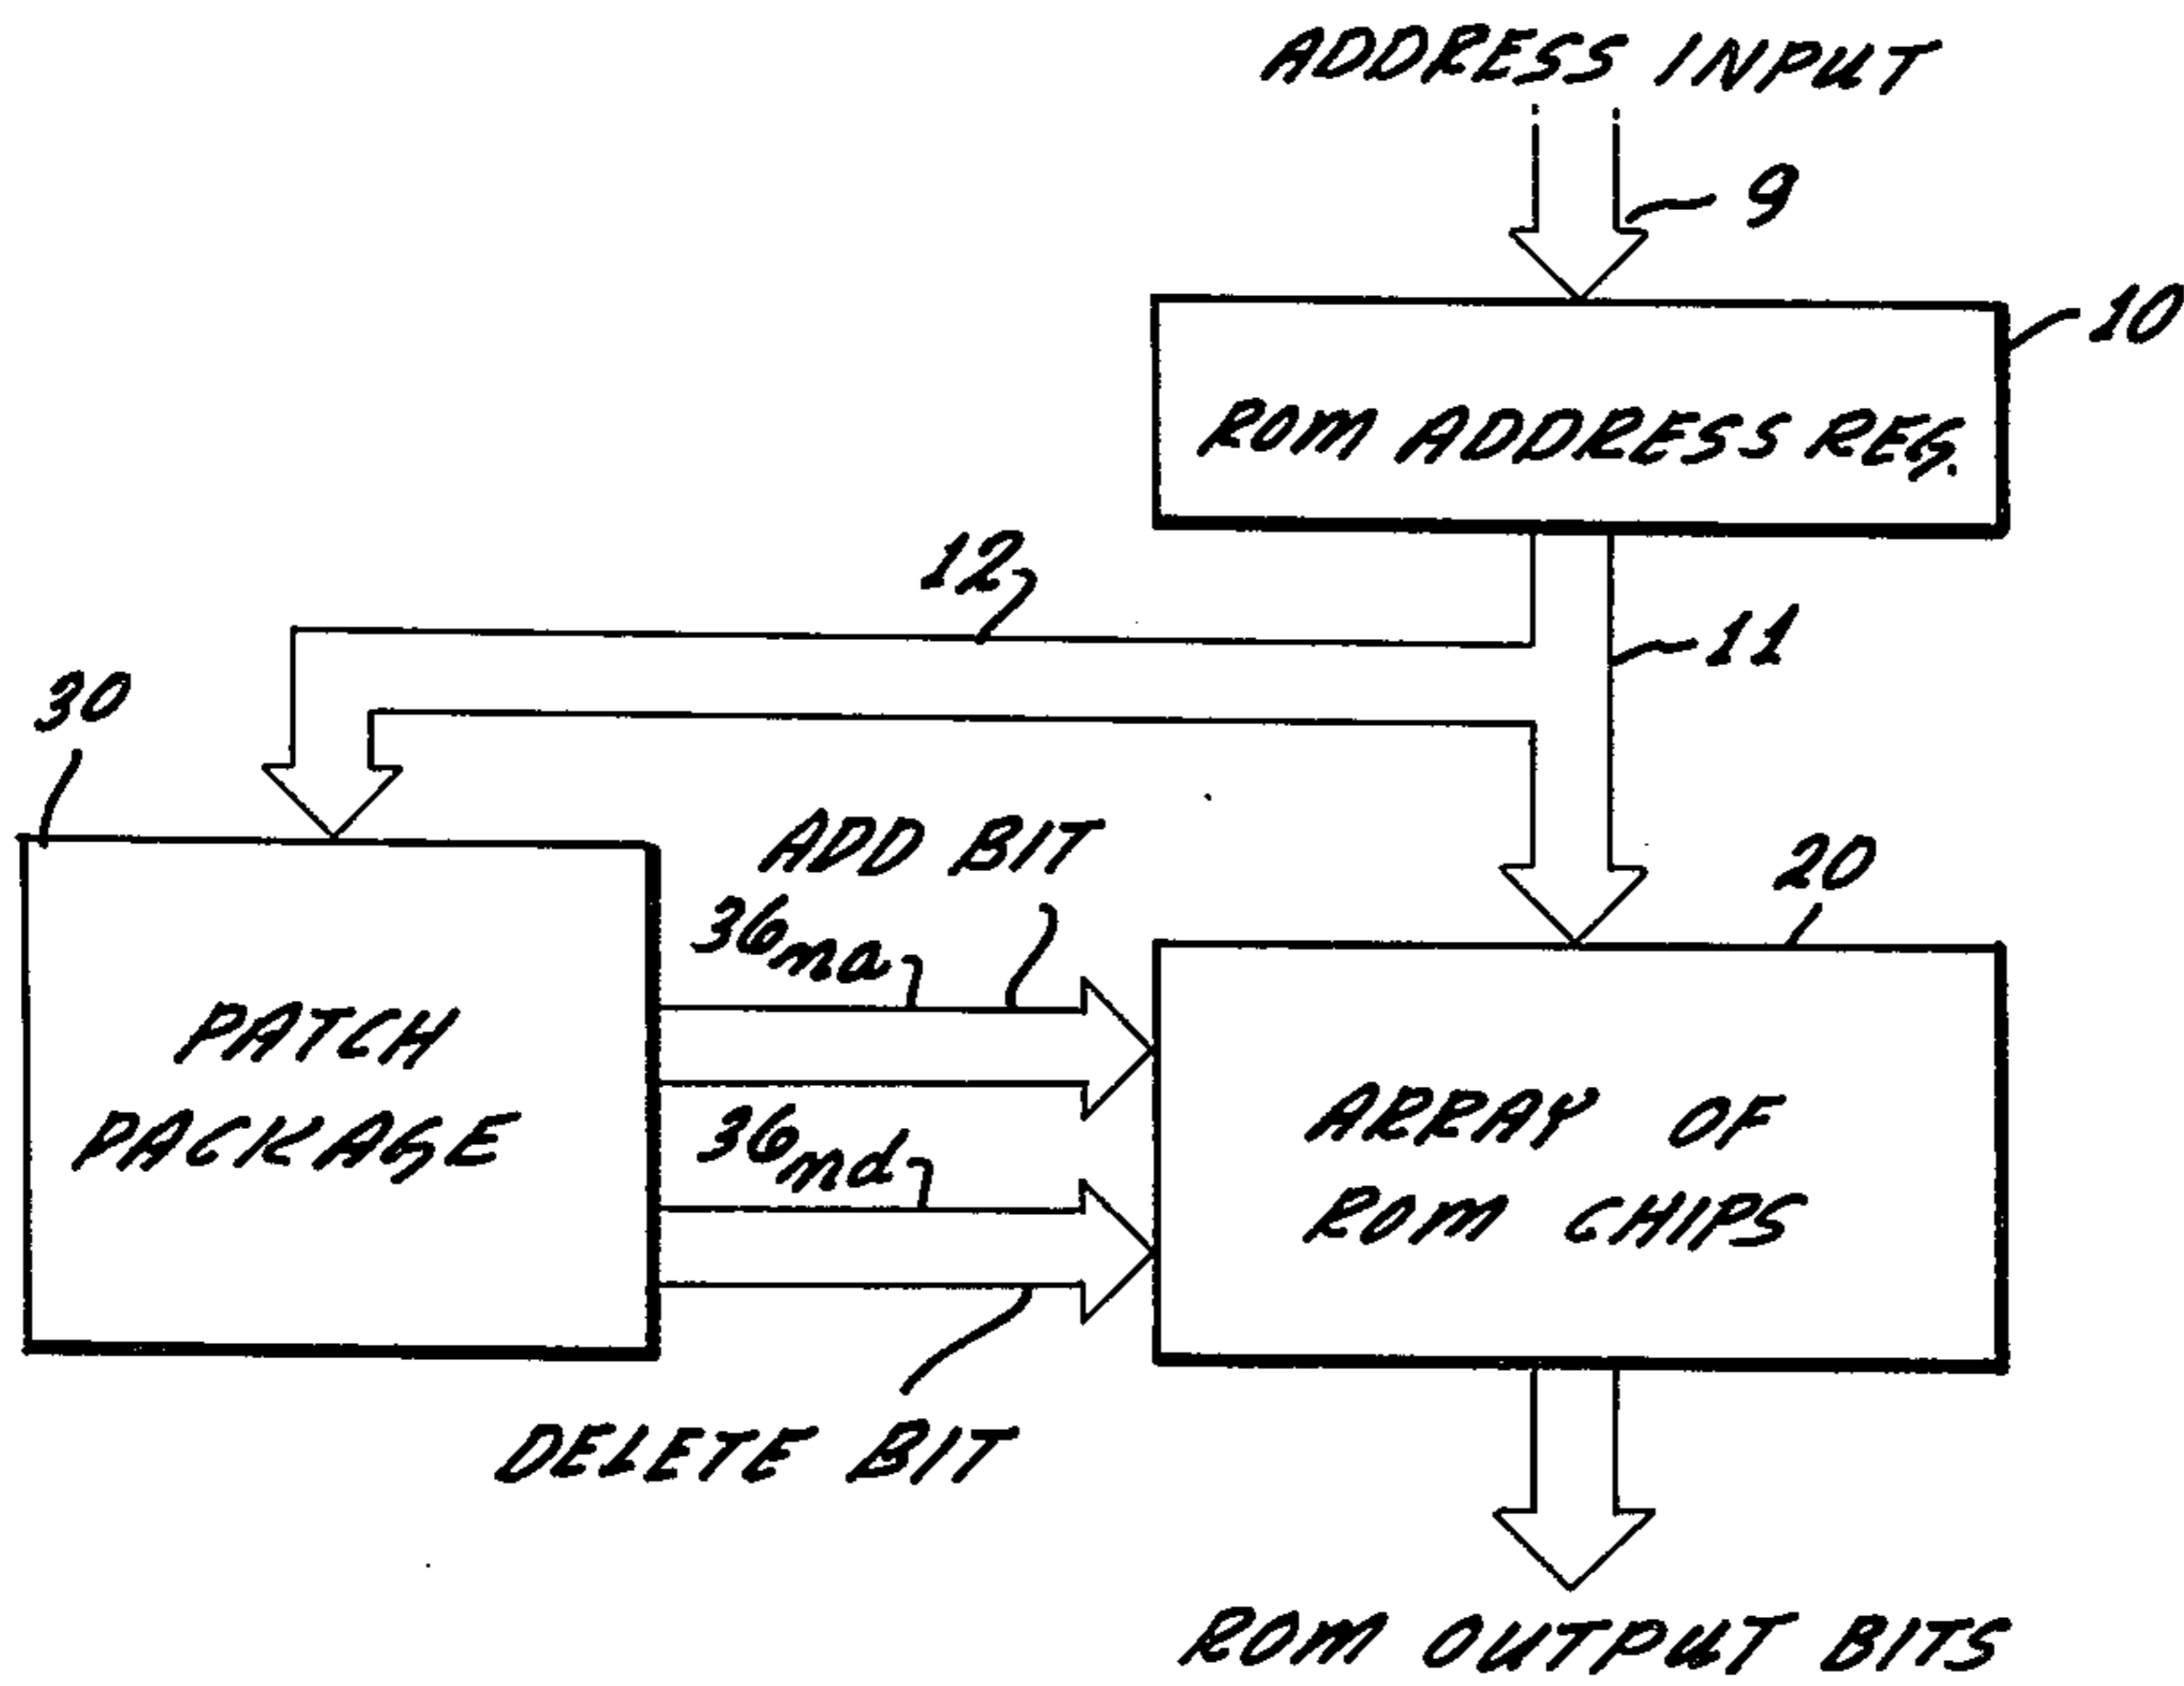 ADDRESS INPUT
9
10
ROM ADDRESS REG.
12
11
30
ADD BIT
20
36na
PATCH
PACKAGE
36nd
ARRAY OF
ROM CHIPS
DELETE BIT
ROM OUTPUT BITS